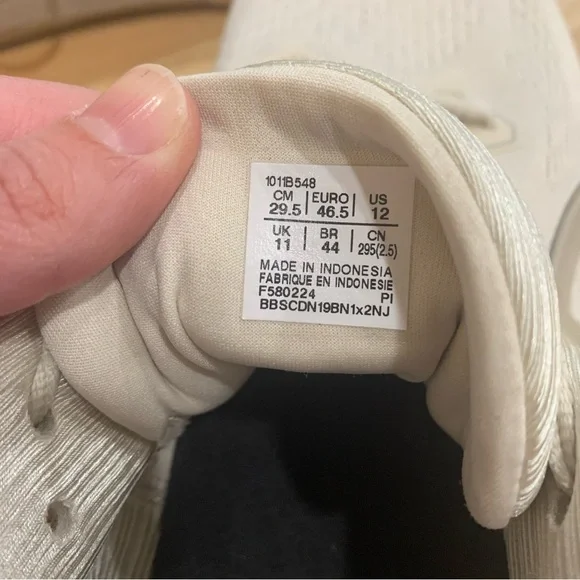 1011B548
CM EURO US
29.5 46.5 12
UK BR CN
11 44 295(2.5)
MADE IN INDONESIA
FABRIQUE EN INDONESIE
F580224 PI
BBSCDN19BN1x2NJ